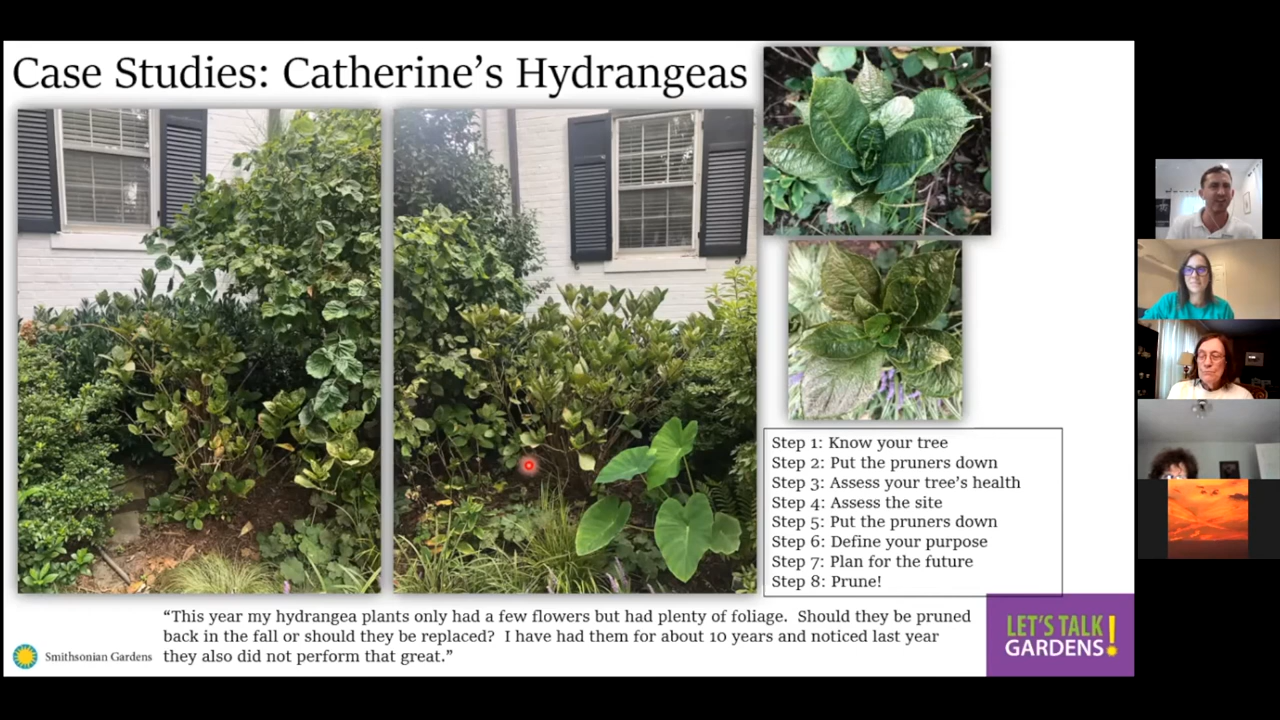 Case Studies: Catherine's Hydrangeas
Step 1: Know your tree
Step 2: Put the pruners down
Step 3: Assess your tree's health
Step 4: Assess the site
Step 5: Put the pruners down
Step 6: Define your purpose
Step 7: Plan for the future
Step 8: Prune!
“This year my hydrangea plants only had a few flowers but had plenty of foliage.  Should they be pruned
back in the fall or should they be replaced?  I have had them for about 10 years and noticed last year
they also did not perform that great.”
Smithsonian Gardens
LET'S TALK
GARDENS!